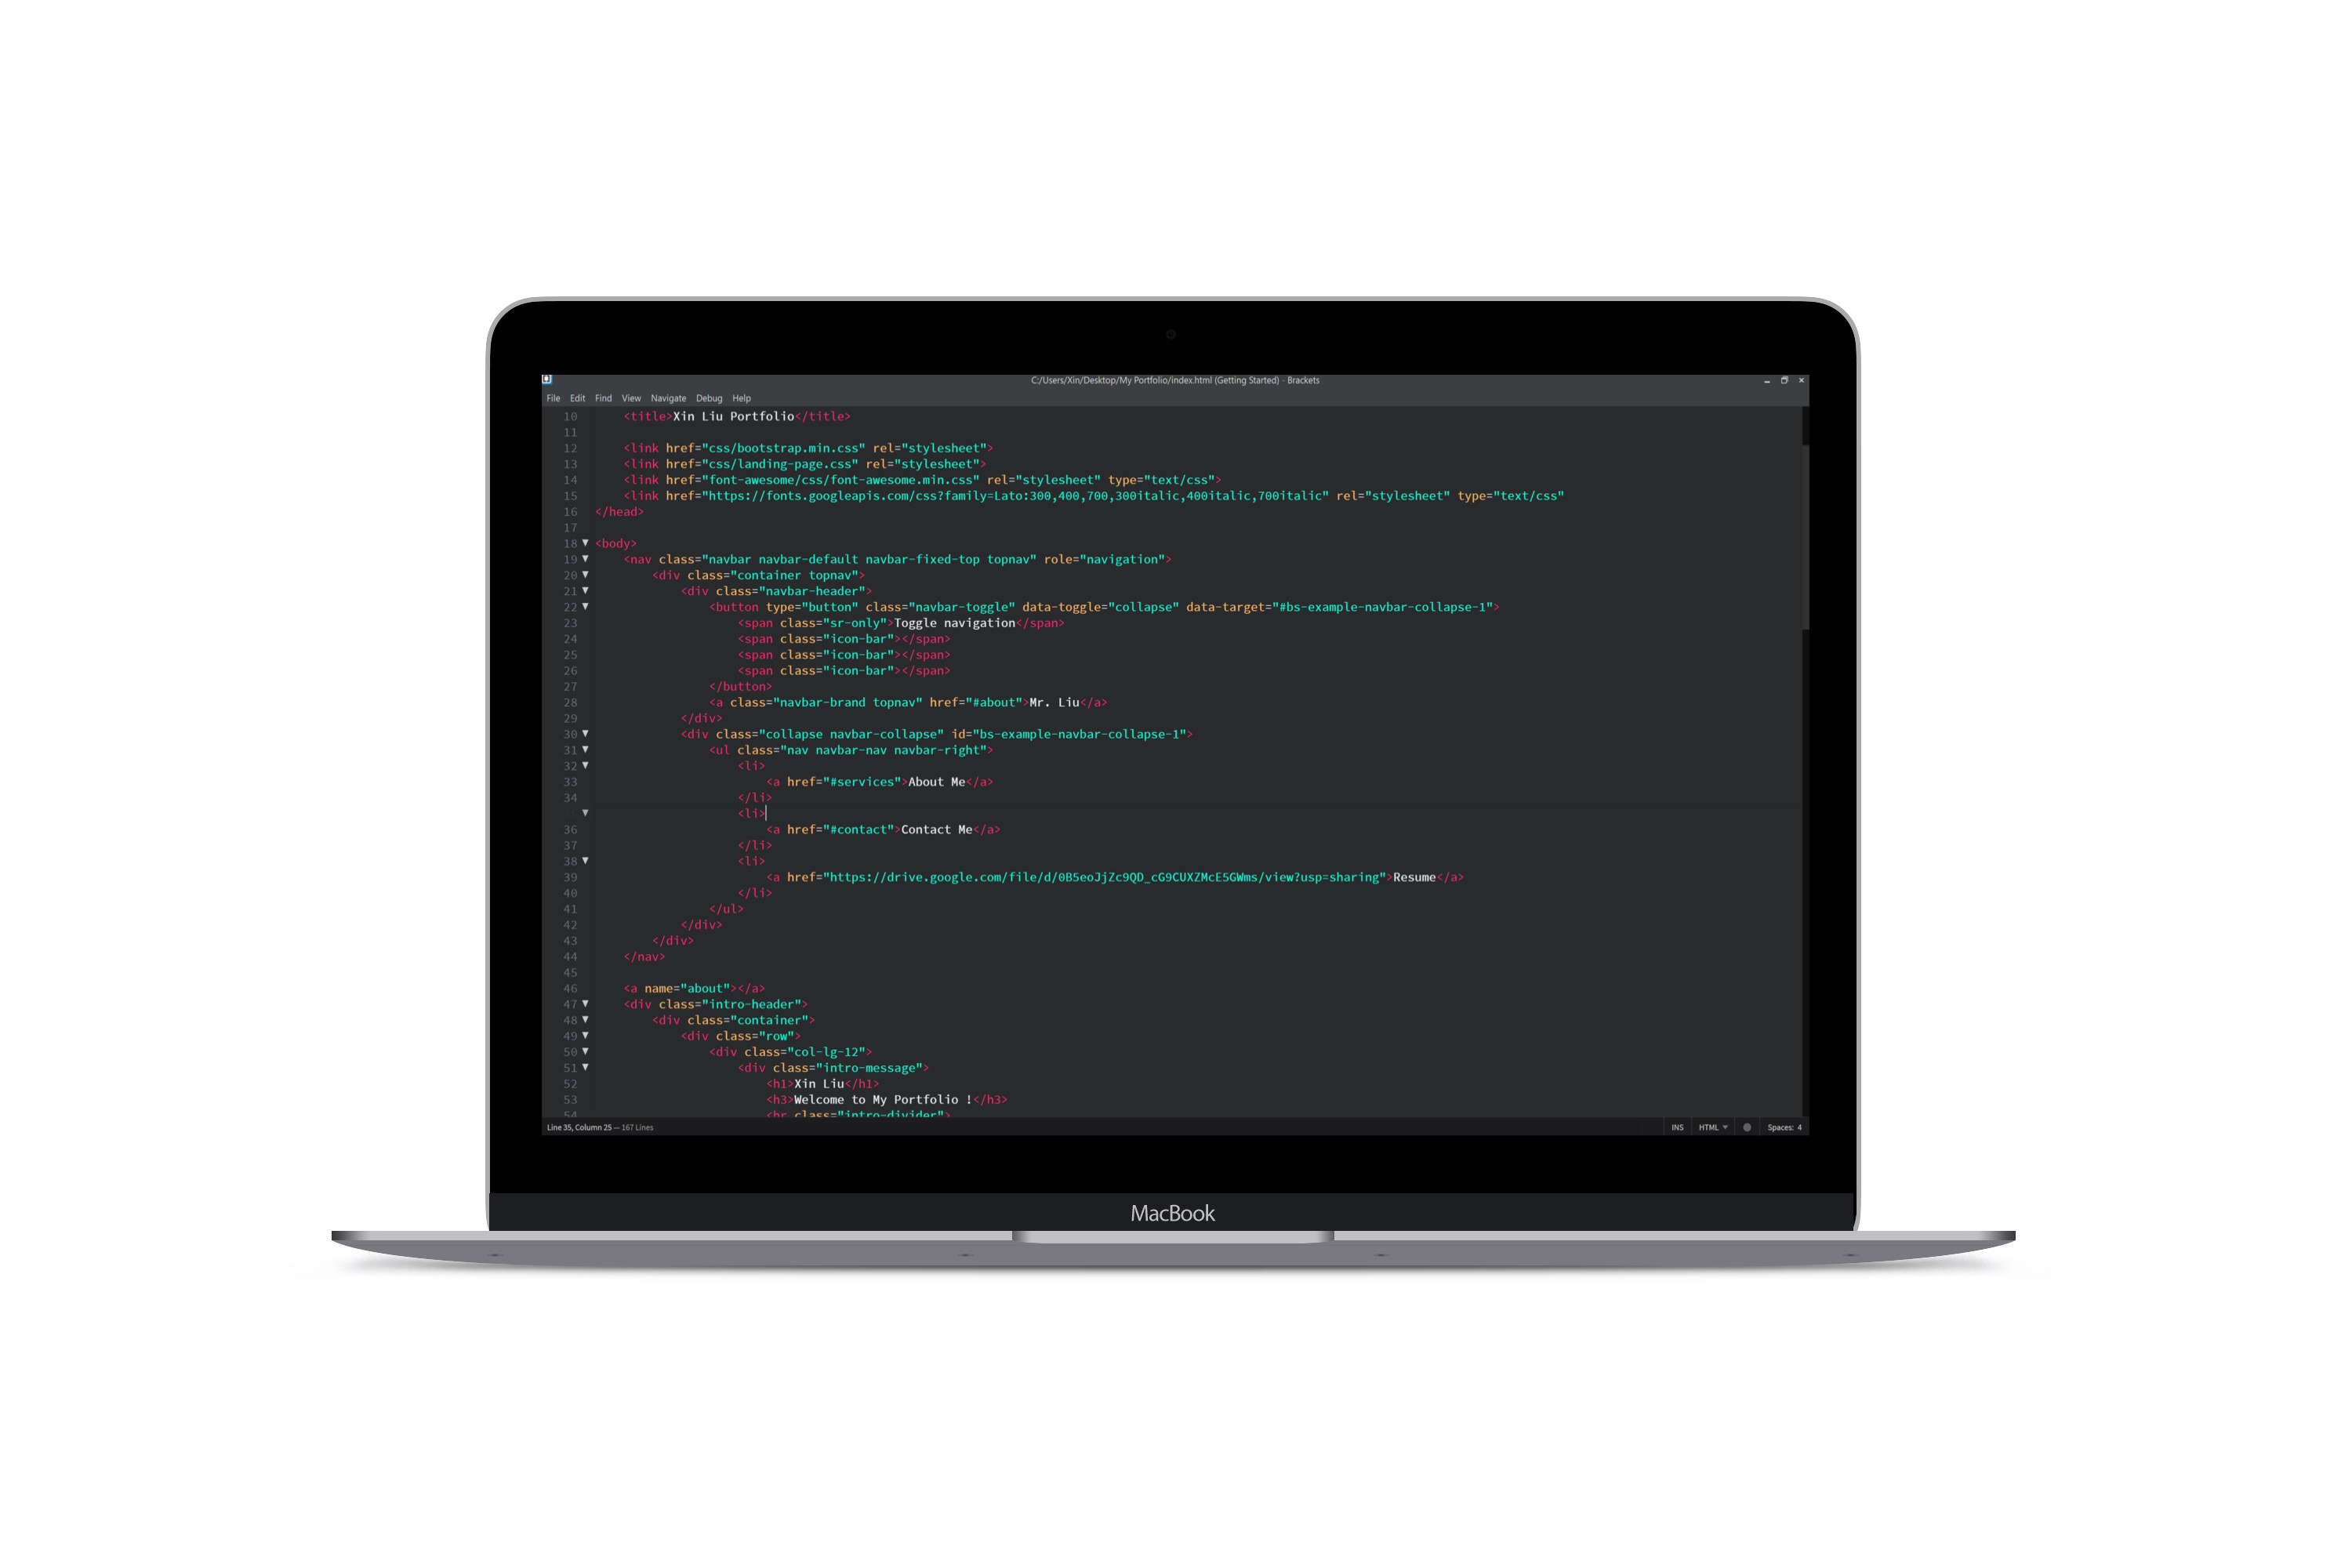 C:/Users/Xin/Desktop/My Portfolio/index.html (Getting Started) - Brackets
File Edit Find View Navigate Debug Help
10 <title>Xin Liu Portfolio</title>
11
12 <link href="css/bootstrap.min.css" rel="stylesheet">
13 <link href="css/landing-page.css" rel="stylesheet">
14 <link href="font-awesome/css/font-awesome.min.css" rel="stylesheet" type="text/css">
15 <link href="https://fonts.googleapis.com/css?family=Lato:300,400,700,300italic,400italic,700italic" rel="stylesheet" type="text/css"
16 </head>
17
18 <body>
19 <nav class="navbar navbar-default navbar-fixed-top topnav" role="navigation">
20 <div class="container topnav">
21 <div class="navbar-header">
22 <button type="button" class="navbar-toggle" data-toggle="collapse" data-target="#bs-example-navbar-collapse-1">
23 <span class="sr-only">Toggle navigation</span>
24 <span class="icon-bar"></span>
25 <span class="icon-bar"></span>
26 <span class="icon-bar"></span>
27 </button>
28 <a class="navbar-brand topnav" href="#about">Mr. Liu</a>
29 </div>
30 <div class="collapse navbar-collapse" id="bs-example-navbar-collapse-1">
31 <ul class="nav navbar-nav navbar-right">
32 <li>
33 <a href="#services">About Me</a>
34 </li>
<li>
36 <a href="#contact">Contact Me</a>
37 </li>
38 <li>
39 <a href="https://drive.google.com/file/d/0B5eoJjZc9QD_cG9CUXZMcE5GWms/view?usp=sharing">Resume</a>
40 </li>
41 </ul>
42 </div>
43 </div>
44 </nav>
45
46 <a name="about"></a>
47 <div class="intro-header">
48 <div class="container">
49 <div class="row">
50 <div class="col-lg-12">
51 <div class="intro-message">
52 <h1>Xin Liu</h1>
53 <h3>Welcome to My Portfolio !</h3>
54 <hr class="intro-divider">
Line 35, Column 25 — 167 Lines INS HTML Spaces: 4
MacBook